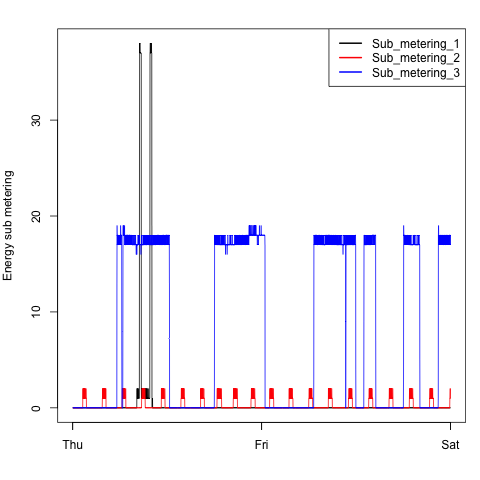 Sub_metering_1
Sub_metering_2
Sub_metering_3
Energy sub metering
30
20
10
0
Thu
Fri
Sat